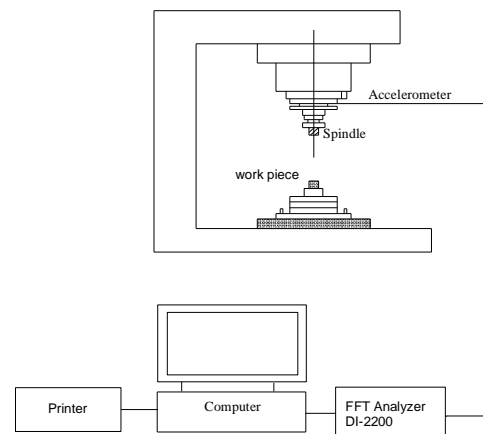 Accelerometer
Spindle
work piece
Printer
Computer
FFT Analyzer
DI-2200